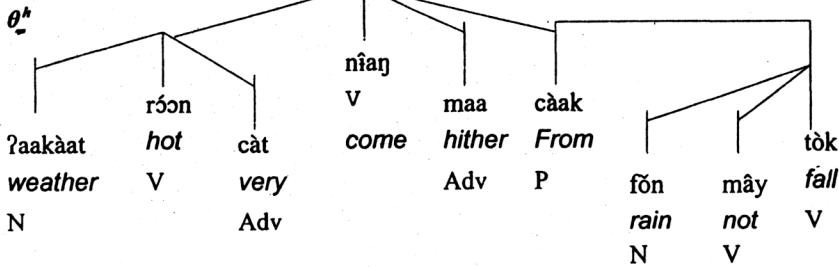 θʰ
nîaŋ
rɔ́ɔn V maa càak
ʔaakàat hot càt come hither From tòk
weather V very Adv P fǒn mây fall
N Adv rain not V
N V